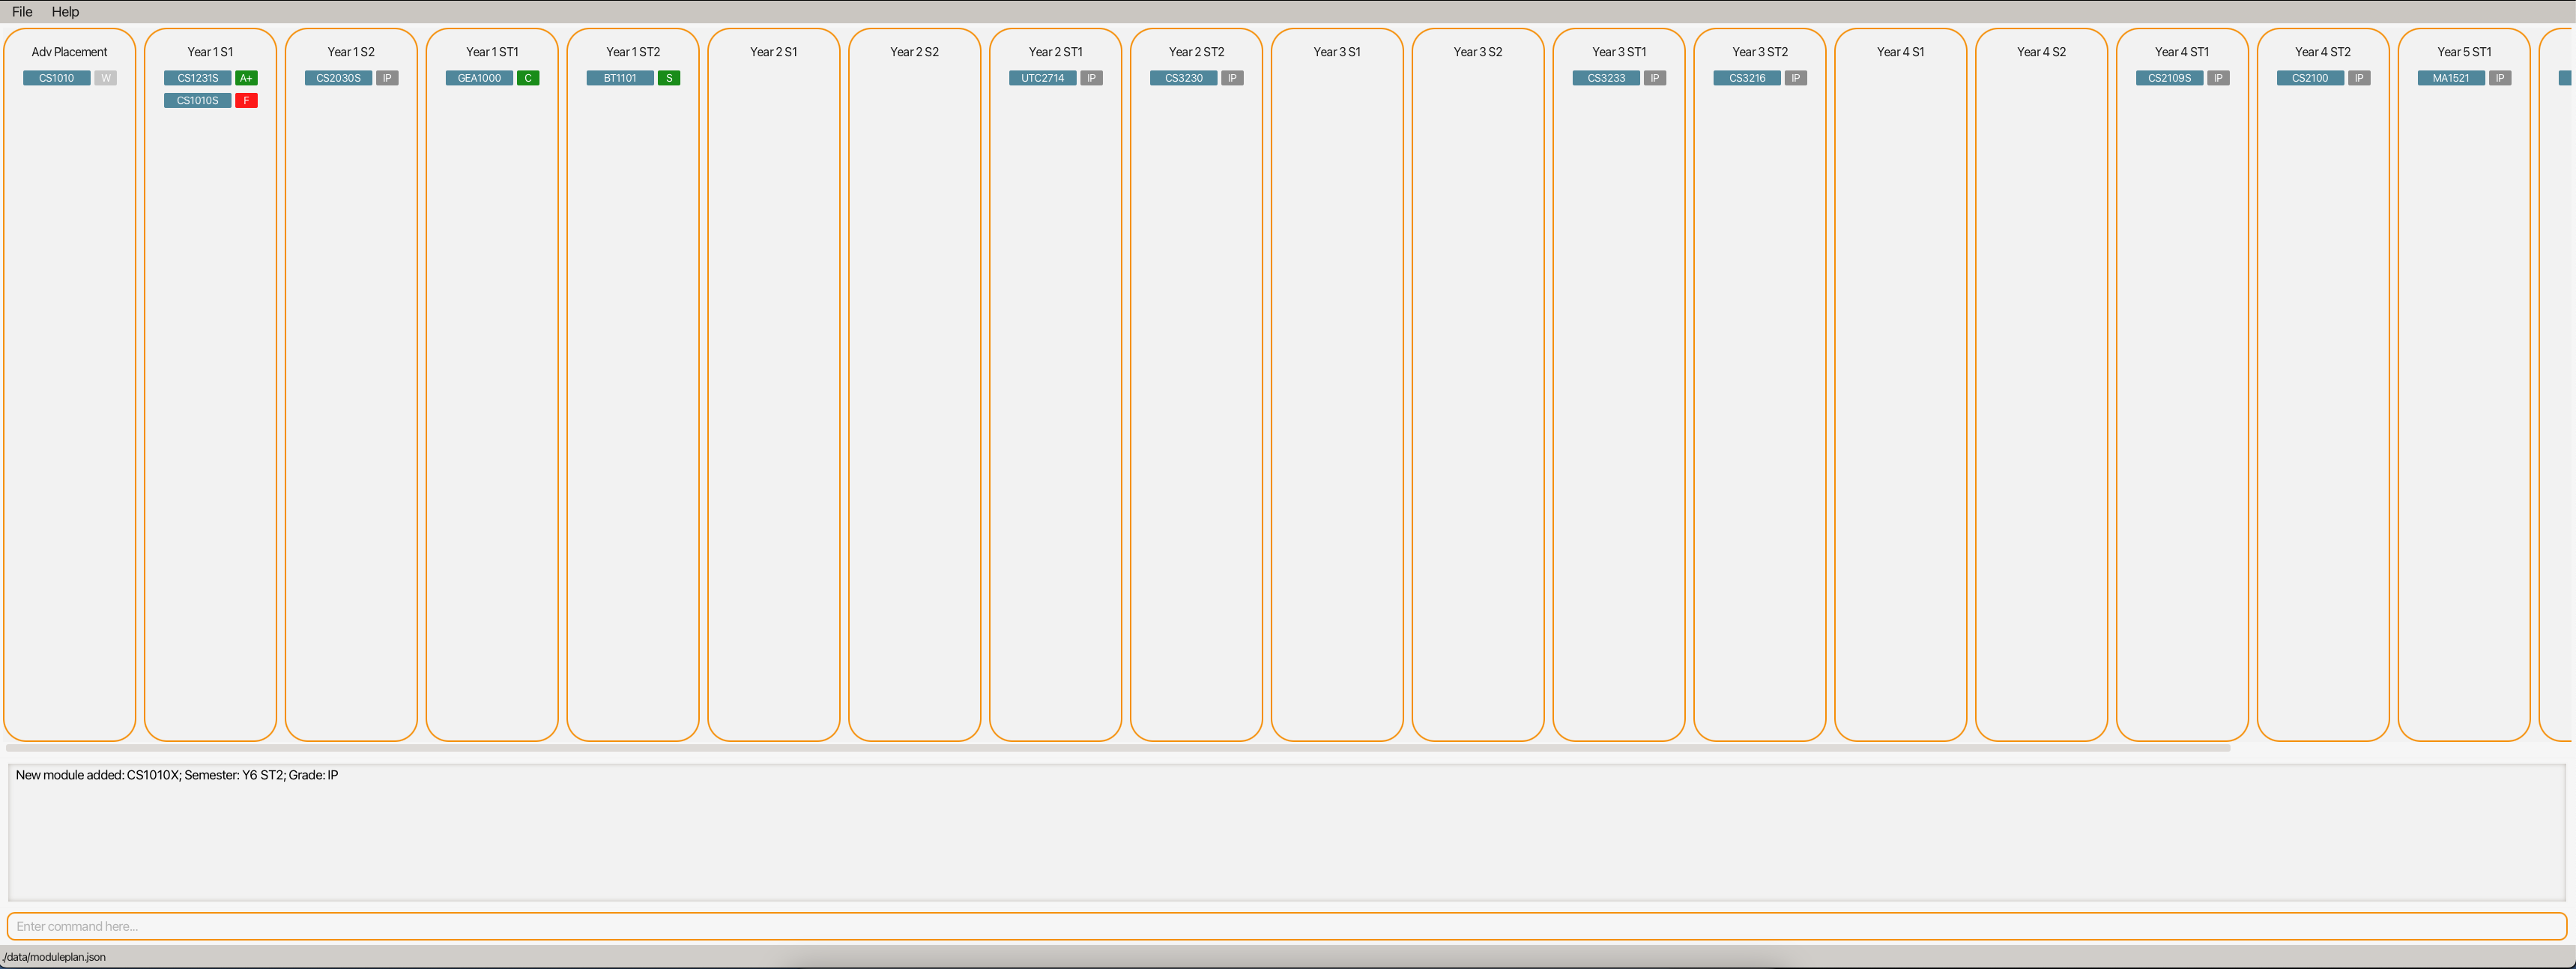 File Help
Adv Placement
CS1010 W
Year 1 S1
CS1231S A+
CS1010S F
Year 1 S2
CS2030S IP
Year 1 ST1
GEA1000 C
Year 1 ST2
BT1101 S
Year 2 S1
Year 2 S2
Year 2 ST1
UTC2714 IP
Year 2 ST2
CS3230 IP
Year 3 S1
Year 3 S2
Year 3 ST1
CS3233 IP
Year 3 ST2
CS3216 IP
Year 4 S1
Year 4 S2
Year 4 ST1
CS2109S IP
Year 4 ST2
CS2100 IP
Year 5 ST1
MA1521 IP
New module added: CS1010X; Semester: Y6 ST2; Grade: IP
Enter command here...
./data/moduleplan.json